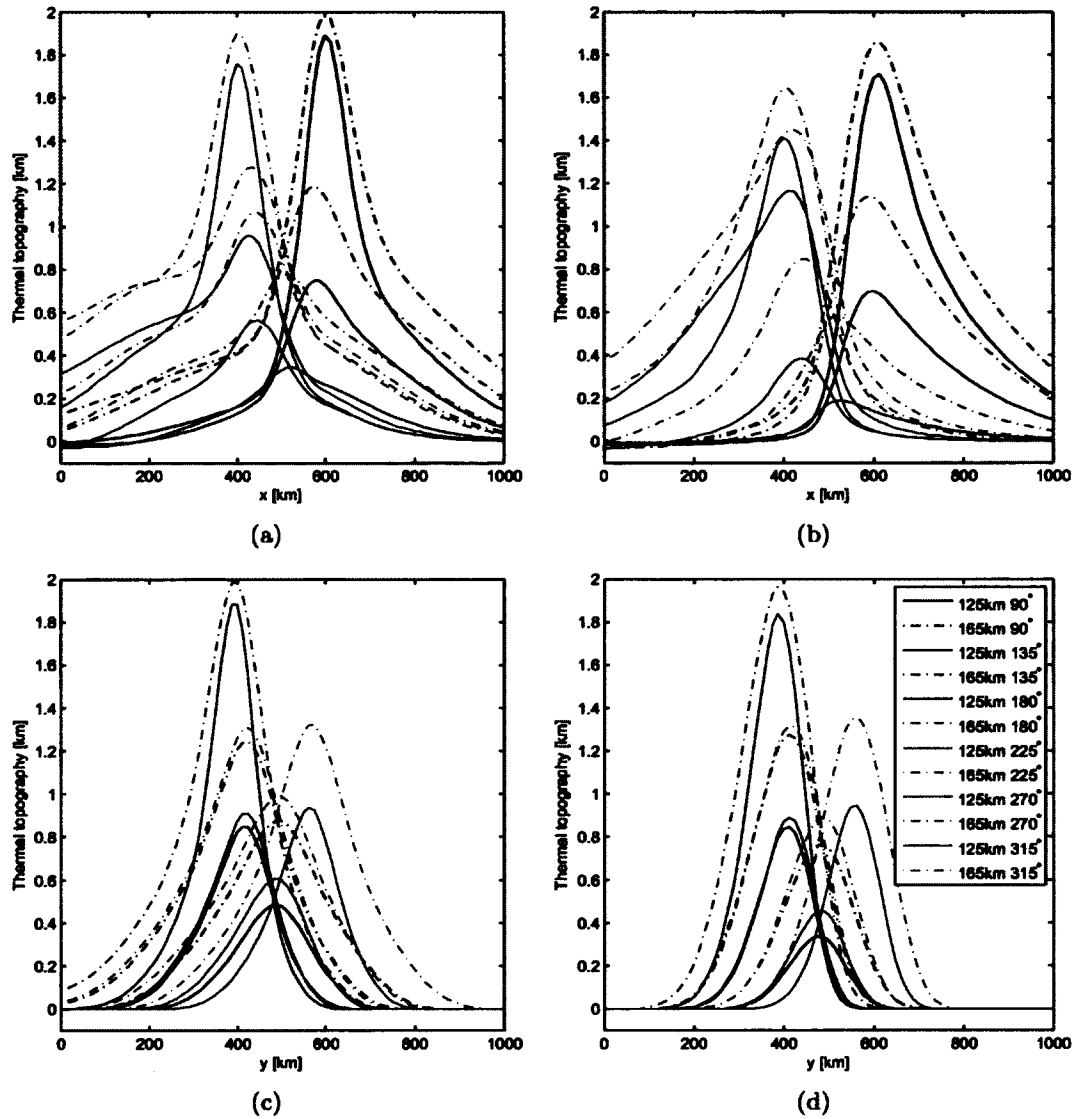 2
1.8
1.6
1.4
1.2
1
0.8
0.6
0.4
0.2
0
Thermal topography [km]
0 200 400 600 800 1000
x [km]
(a)
2
1.8
1.6
1.4
1.2
1
0.8
0.6
0.4
0.2
0
Thermal topography [km]
0 200 400 600 800 1000
x [km]
(b)
2
1.8
1.6
1.4
1.2
1
0.8
0.6
0.4
0.2
0
Thermal topography [km]
0 200 400 600 800 1000
y [km]
(c)
2
1.8
1.6
1.4
1.2
1
0.8
0.6
0.4
0.2
0
Thermal topography [km]
0 200 400 600 800 1000
y [km]
125km 90°
165km 90°
125km 135°
165km 135°
125km 180°
165km 180°
125km 225°
165km 225°
125km 270°
165km 270°
125km 315°
165km 315°
(d)